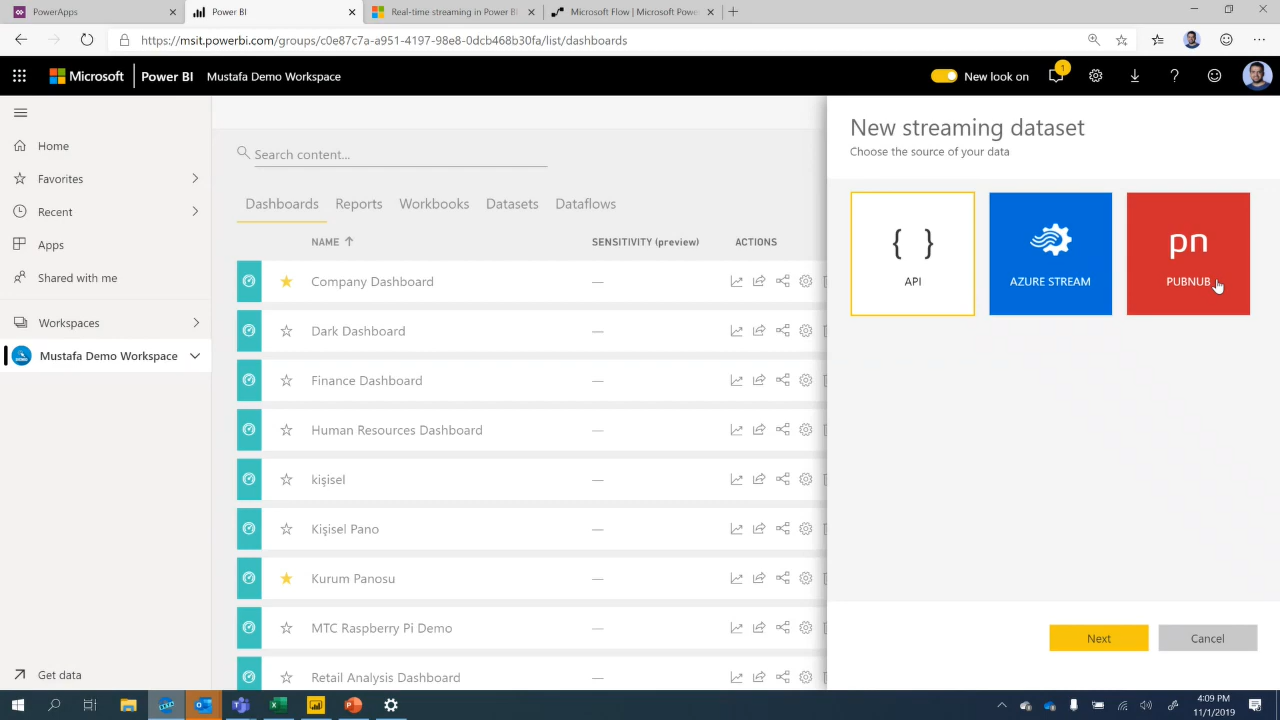 PowerApps
Power BI
Real-time streaming in Power BI
Microsoft Flow | Microsoft Power
https://msit.powerbi.com/groups/c0e87c7a-a951-4197-98e8-0dcb468b30fa/list/dashboards
Microsoft
Power BI
Mustafa Demo Workspace
New look on
1
Home
Favorites
Recent
Apps
Shared with me
Workspaces
Mustafa Demo Workspace
Get data
Search content...
Dashboards Reports Workbooks Datasets Dataflows
NAME SENSITIVITY (preview) ACTIONS
Company Dashboard —
Dark Dashboard —
Finance Dashboard —
Human Resources Dashboard —
kişisel —
Kişisel Pano —
Kurum Panosu —
MTC Raspberry Pi Demo —
Retail Analysis Dashboard —
New streaming dataset
Choose the source of your data
{ }
API
AZURE STREAM
pn
PUBNUB
Next
Cancel
4:09 PM
11/1/2019